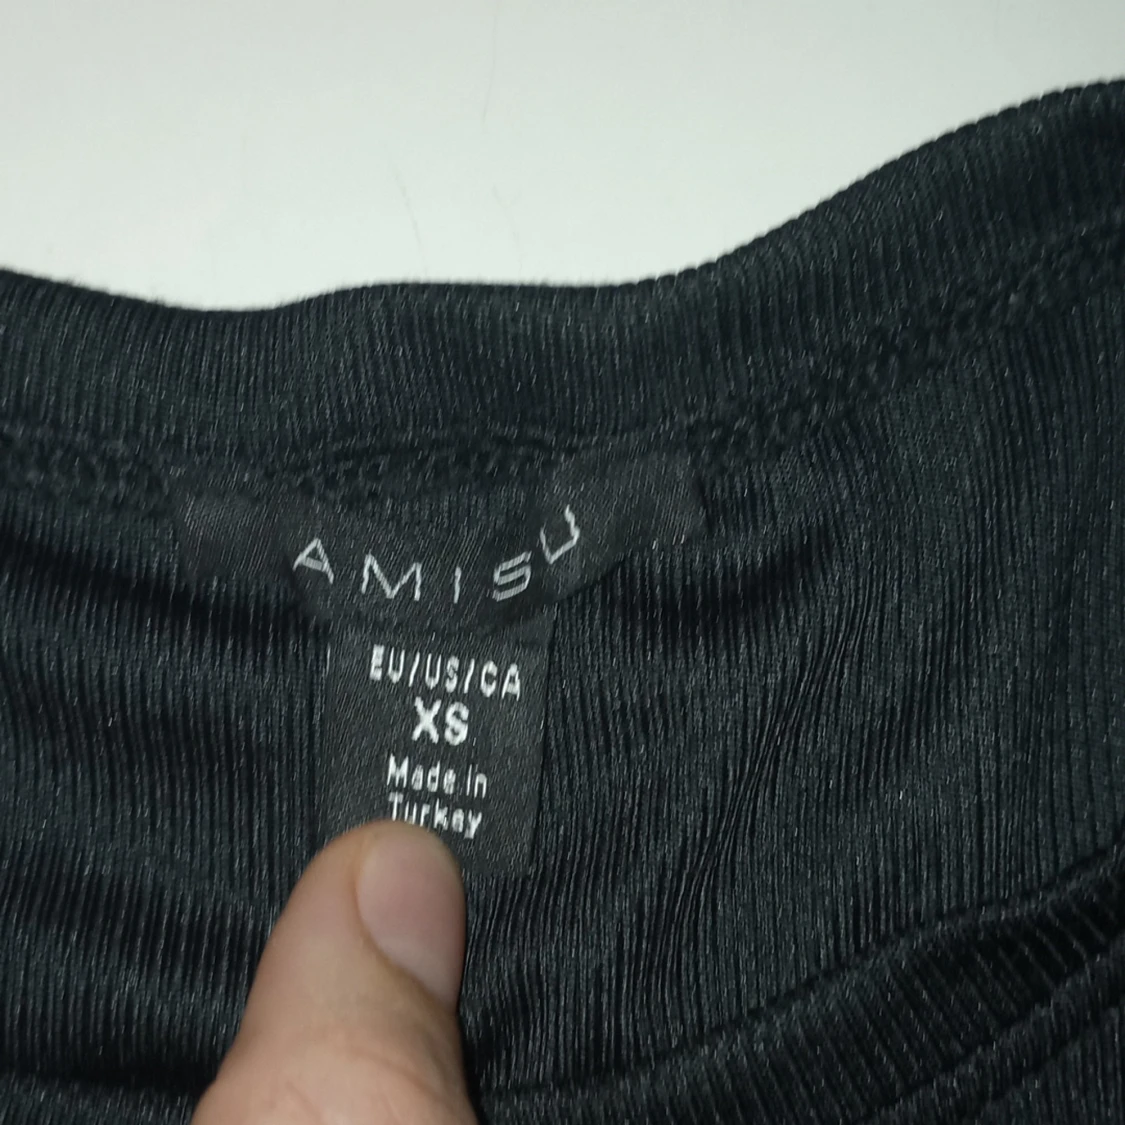 AMISU
EU/US/CA
XS
Made in
Turkey